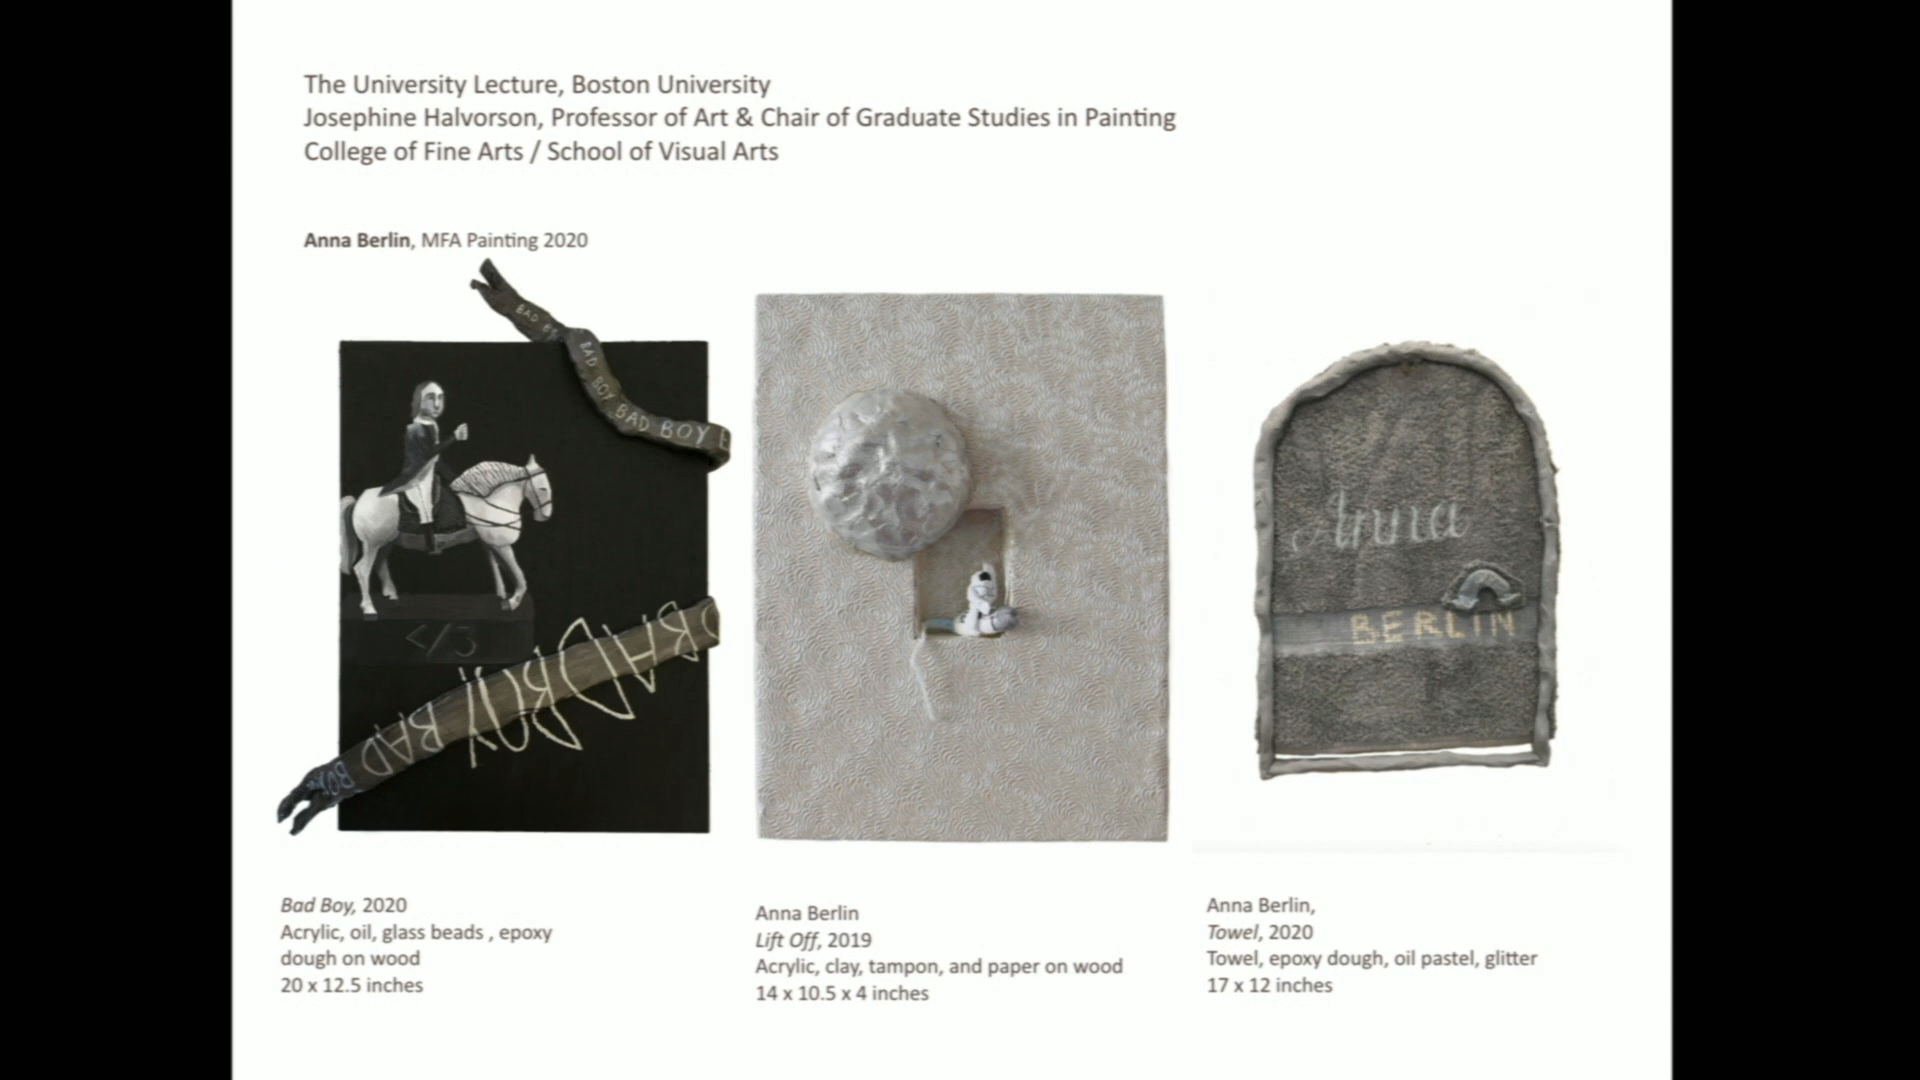 The University Lecture, Boston University
Josephine Halvorson, Professor of Art & Chair of Graduate Studies in Painting
College of Fine Arts / School of Visual Arts
Anna Berlin, MFA Painting 2020
BAD
BAD BOY BAD BOY
</3
BAD BOY BAD
Anna
BERLIN
Bad Boy, 2020
Acrylic, oil, glass beads , epoxy
dough on wood
20 x 12.5 inches
Anna Berlin
Lift Off, 2019
Acrylic, clay, tampon, and paper on wood
14 x 10.5 x 4 inches
Anna Berlin,
Towel, 2020
Towel, epoxy dough, oil pastel, glitter
17 x 12 inches